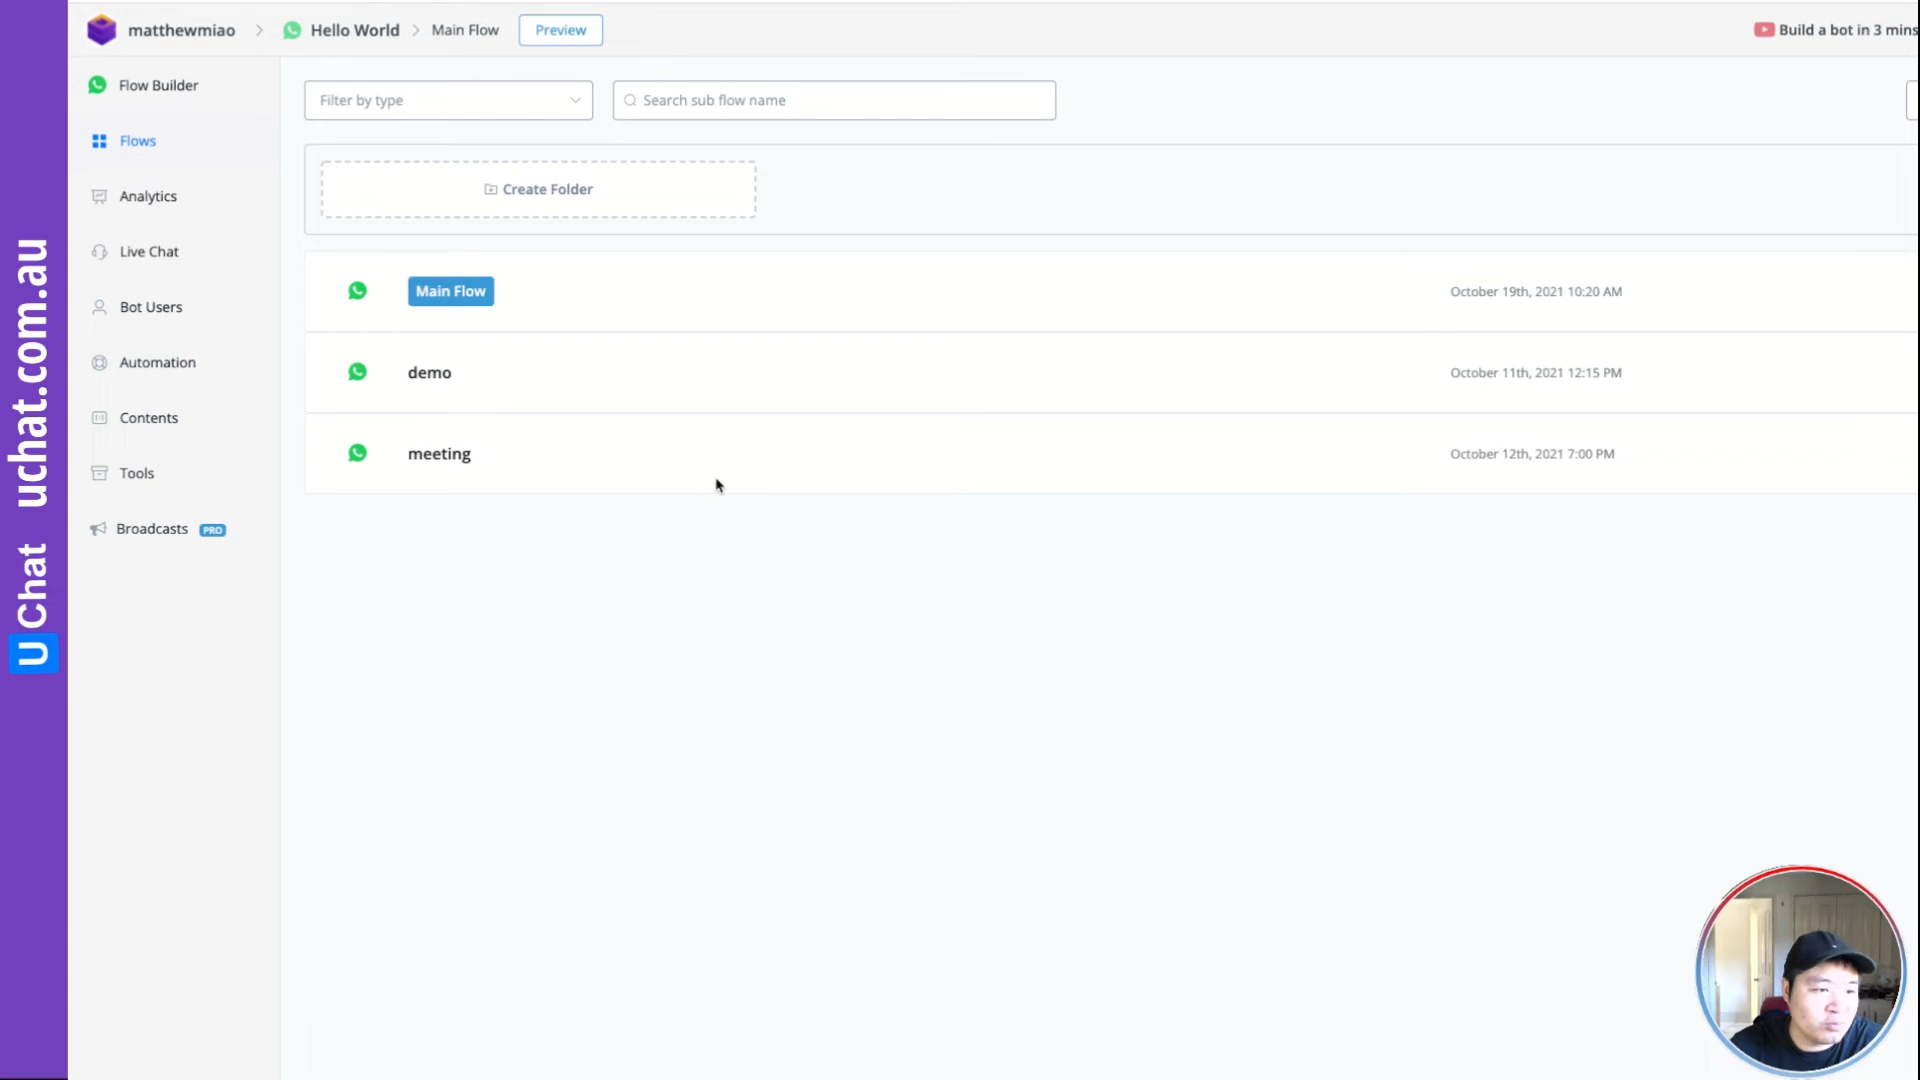 matthewmiao
Hello World
Main Flow
Preview
Build a bot in 3 mins
Flow Builder
Flows
Analytics
Live Chat
Bot Users
Automation
Contents
Tools
Broadcasts PRO
Filter by type
Search sub flow name
Create Folder
Main Flow
October 19th, 2021 10:20 AM
demo
October 11th, 2021 12:15 PM
meeting
October 12th, 2021 7:00 PM
U Chat uchat.com.au